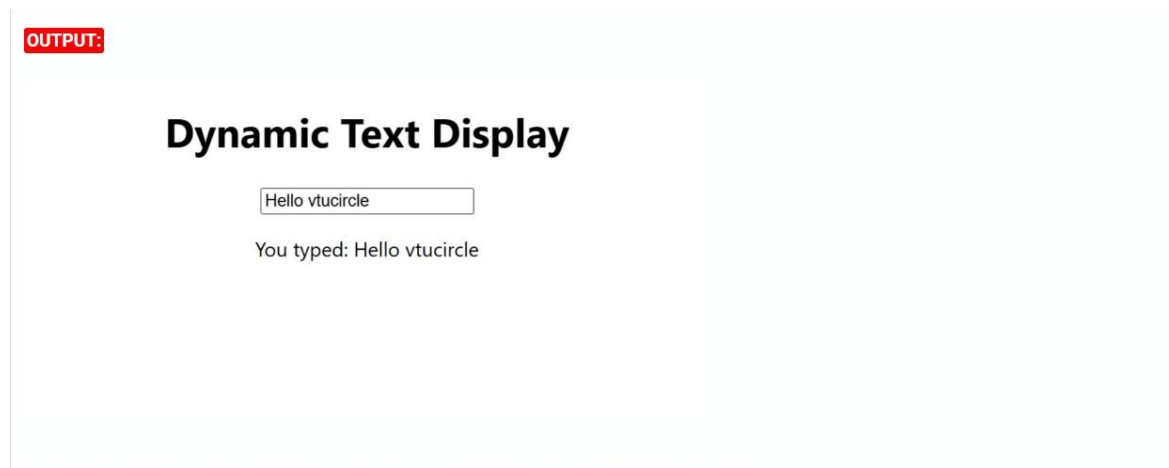 OUTPUT:
Dynamic Text Display
Hello vtucircle
You typed: Hello vtucircle